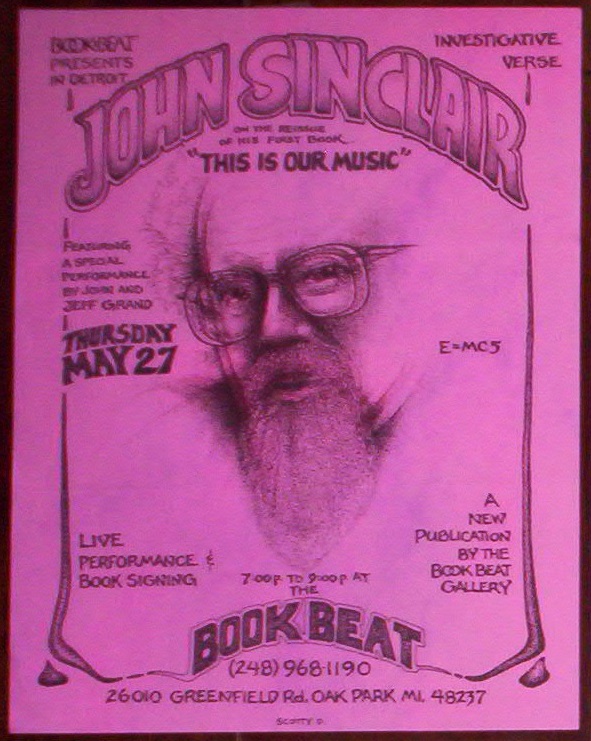 BOOKBEAT
PRESENTS
IN DETROIT
INVESTIGATIVE
VERSE
JOHN SINCLAIR
ON THE REISSUE
OF HIS FIRST BOOK...
"THIS IS OUR MUSIC"
FEATURING
A SPECIAL
PERFORMANCE
BY JOHN AND
JEFF GRAND
THURSDAY
MAY 27
E=MC5
LIVE
PERFORMANCE &
BOOK SIGNING
A
NEW
PUBLICATION
BY THE
BOOK BEAT
GALLERY
7:00P. TO 9:00P AT
THE
BOOK BEAT
(248) 968-1190
26010 GREENFIELD Rd. OAK PARK MI, 48237
SCOTTY D.